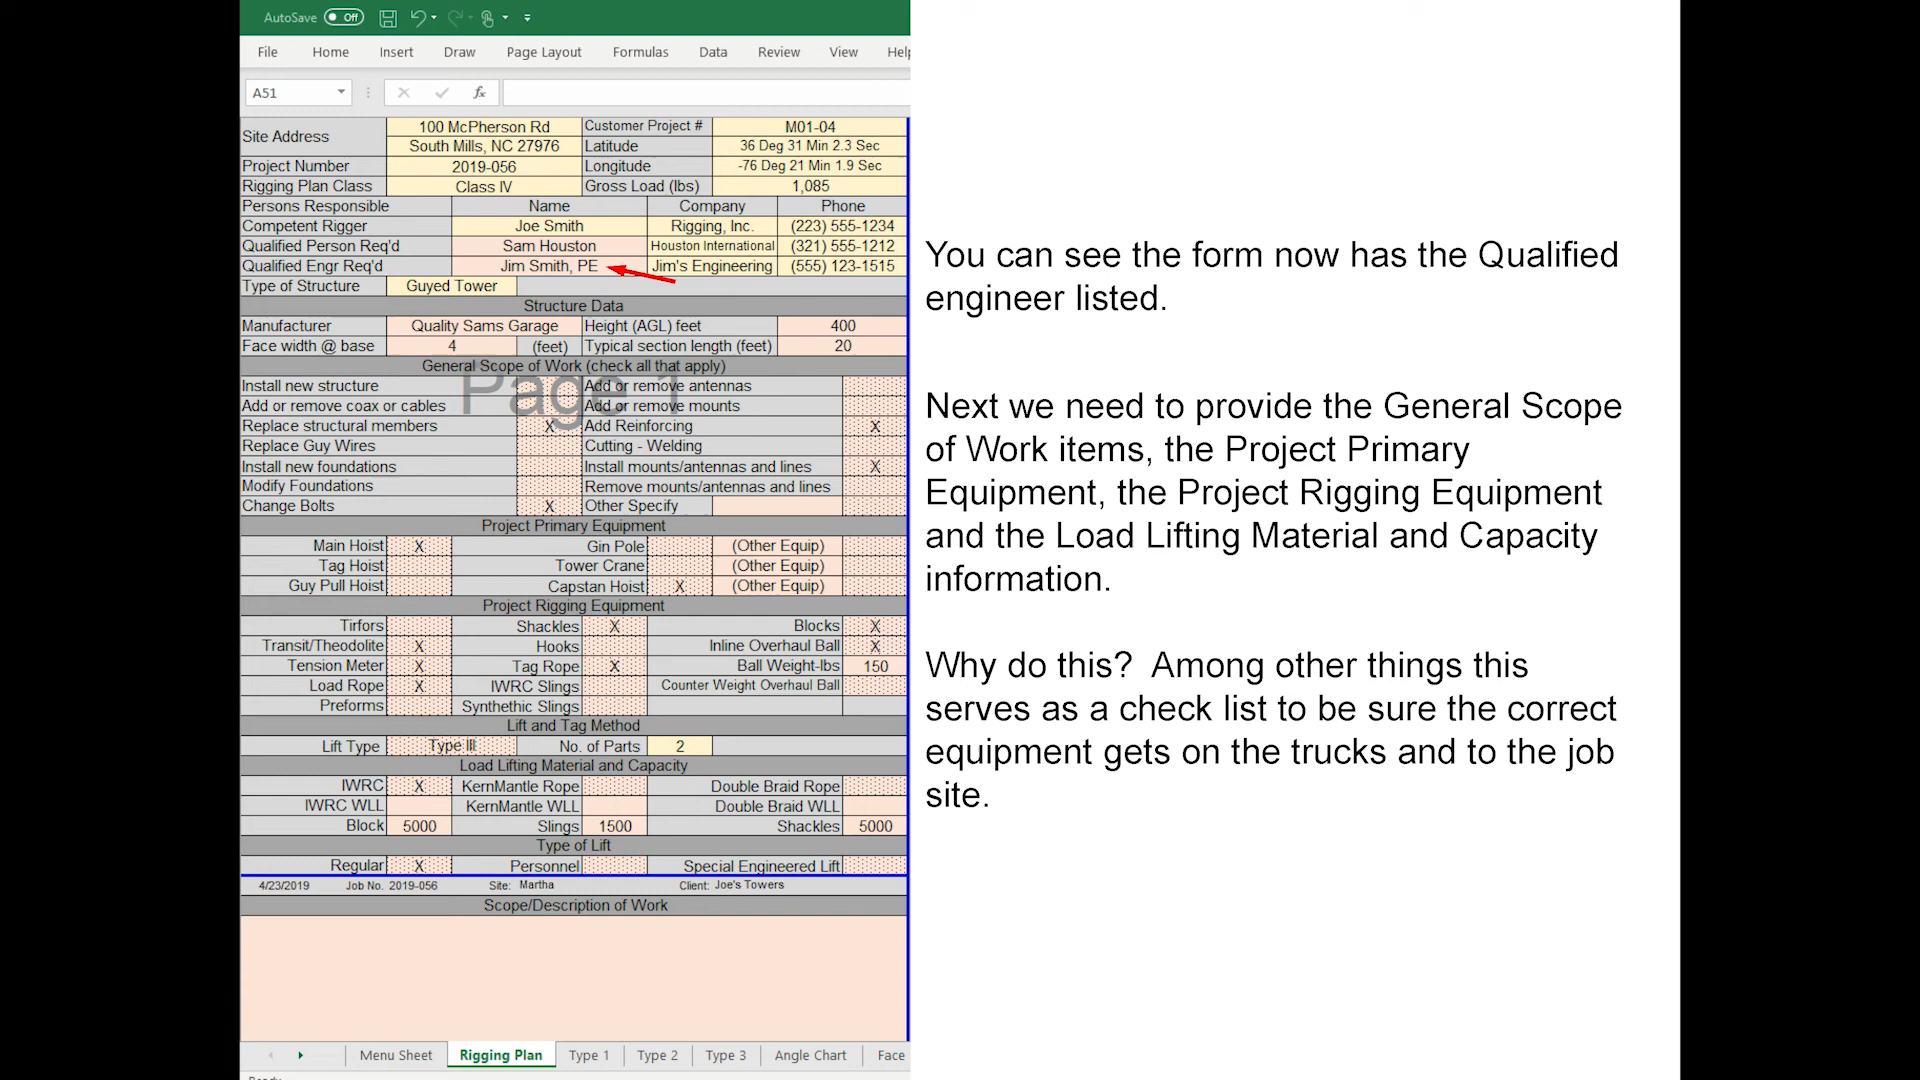 AutoSave Off
File Home Insert Draw Page Layout Formulas Data Review View Help
A51 fx
Site Address 100 McPherson Rd Customer Project # M01-04
South Mills, NC 27976 Latitude 36 Deg 31 Min 2.3 Sec
Project Number 2019-056 Longitude -76 Deg 21 Min 1.9 Sec
Rigging Plan Class Class IV Gross Load (lbs) 1,085
Persons Responsible Name Company Phone
Competent Rigger Joe Smith Rigging, Inc. (223) 555-1234
Qualified Person Req'd Sam Houston Houston International (321) 555-1212
Qualified Engr Req'd Jim Smith, PE Jim's Engineering (555) 123-1515
Type of Structure Guyed Tower
Structure Data
Manufacturer Quality Sams Garage Height (AGL) feet 400
Face width @ base 4 (feet) Typical section length (feet) 20
General Scope of Work (check all that apply)
Page 1
Install new structure Add or remove antennas
Add or remove coax or cables Add or remove mounts
Replace structural members X Add Reinforcing X
Replace Guy Wires Cutting - Welding
Install new foundations Install mounts/antennas and lines X
Modify Foundations Remove mounts/antennas and lines
Change Bolts X Other Specify
Project Primary Equipment
Main Hoist X Gin Pole (Other Equip)
Tag Hoist Tower Crane (Other Equip)
Guy Pull Hoist Capstan Hoist X (Other Equip)
Project Rigging Equipment
Tirfors Shackles X Blocks X
Transit/Theodolite X Hooks Inline Overhaul Ball X
Tension Meter X Tag Rope X Ball Weight-lbs 150
Load Rope X IWRC Slings Counter Weight Overhaul Ball
Preforms Synthethic Slings
Lift and Tag Method
Lift Type Type III No. of Parts 2
Load Lifting Material and Capacity
IWRC X KernMantle Rope Double Braid Rope
IWRC WLL KernMantle WLL Double Braid WLL
Block 5000 Slings 1500 Shackles 5000
Type of Lift
Regular X Personnel Special Engineered Lift
4/23/2019 Job No. 2019-056 Site: Martha Client: Joe's Towers
Scope/Description of Work
Menu Sheet Rigging Plan Type 1 Type 2 Type 3 Angle Chart Face
Ready
You can see the form now has the Qualified
engineer listed.
Next we need to provide the General Scope
of Work items, the Project Primary
Equipment, the Project Rigging Equipment
and the Load Lifting Material and Capacity
information.
Why do this? Among other things this
serves as a check list to be sure the correct
equipment gets on the trucks and to the job
site.